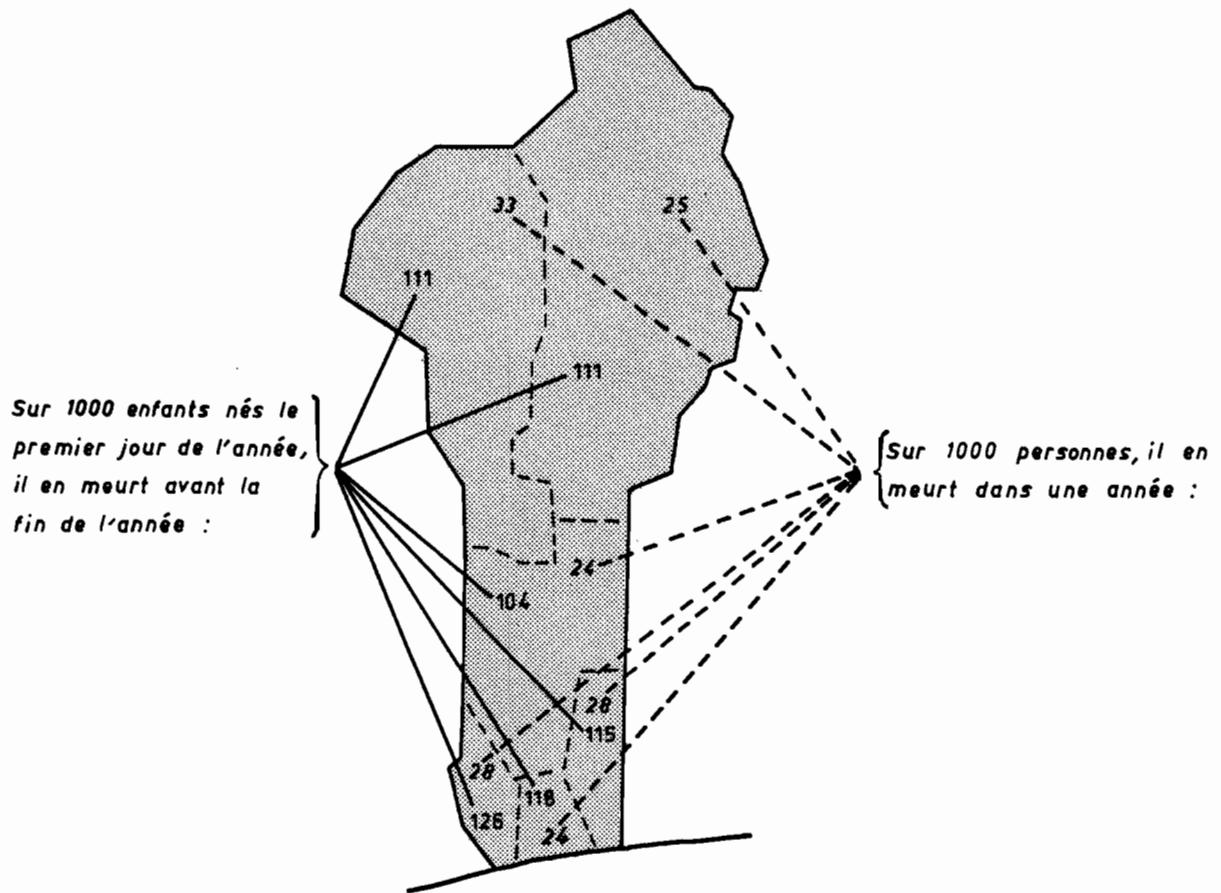 33
25
111
111
Sur 1000 enfants nés le
premier jour de l'année,
il en meurt avant la
fin de l'année :
Sur 1000 personnes, il en
meurt dans une année :
24
104
28
115
28
118
126
24